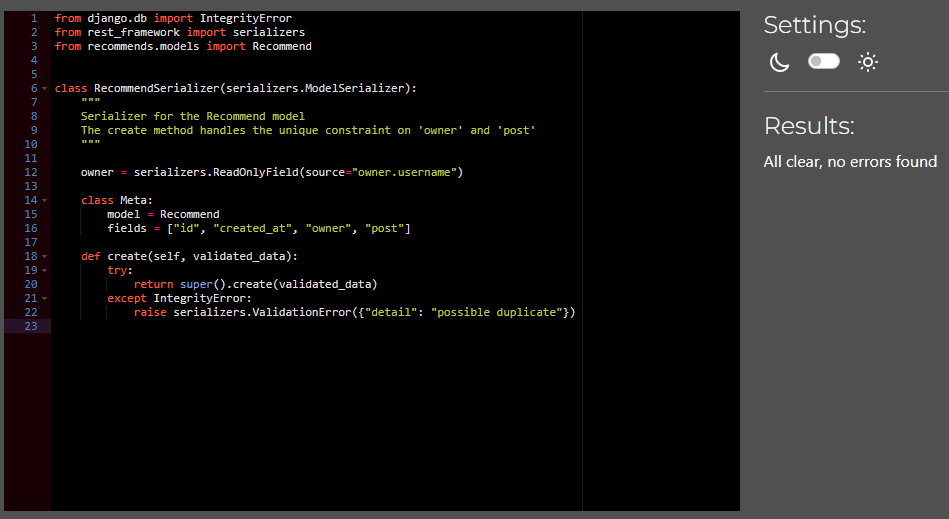 1 from django.db import IntegrityError
2 from rest_framework import serializers
3 from recommends.models import Recommend
4
5
6 class RecommendSerializer(serializers.ModelSerializer):
7     """
8     Serializer for the Recommend model
9     The create method handles the unique constraint on 'owner' and 'post'
10     """
11
12     owner = serializers.ReadOnlyField(source="owner.username")
13
14     class Meta:
15         model = Recommend
16         fields = ["id", "created_at", "owner", "post"]
17
18     def create(self, validated_data):
19         try:
20             return super().create(validated_data)
21         except IntegrityError:
22             raise serializers.ValidationError({"detail": "possible duplicate"})
23
Settings:
Results:
All clear, no errors found